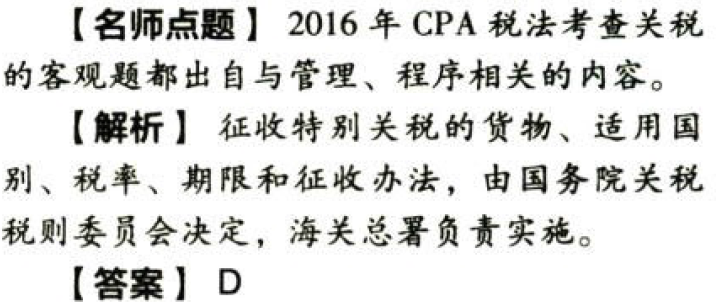 【名师点题】 2016 年 CPA 税法考查关税
的客观题都出自与管理、程序相关的内容。
【解析】 征收特别关税的货物、适用国
别、税率、期限和征收办法，由国务院关税
税则委员会决定，海关总署负责实施。
【答案】 D